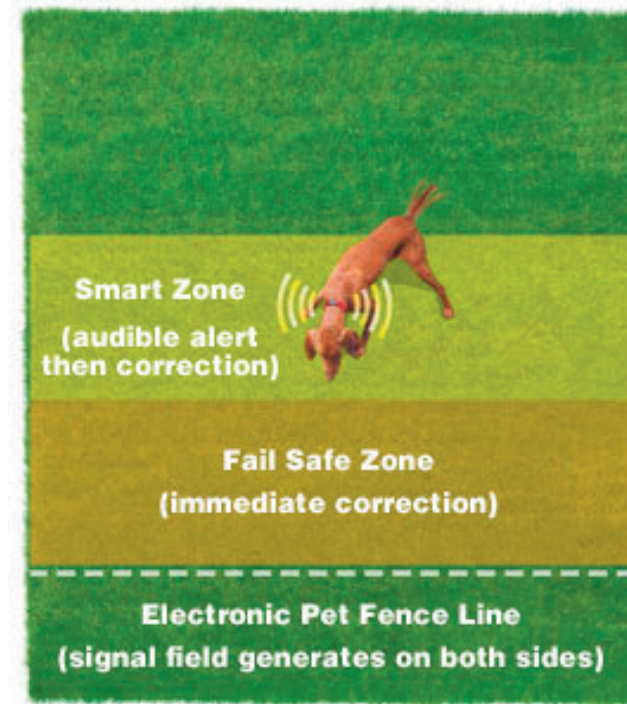 Smart Zone
(audible alert
then correction)
Fail Safe Zone
(immediate correction)
Electronic Pet Fence Line
(signal field generates on both sides)